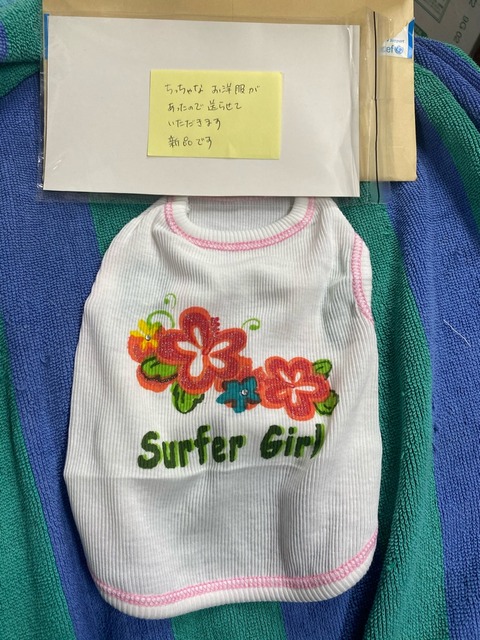 ちっちゃな お洋服が
あったので 送らせて
いただきます
新品です
Surfer Girl